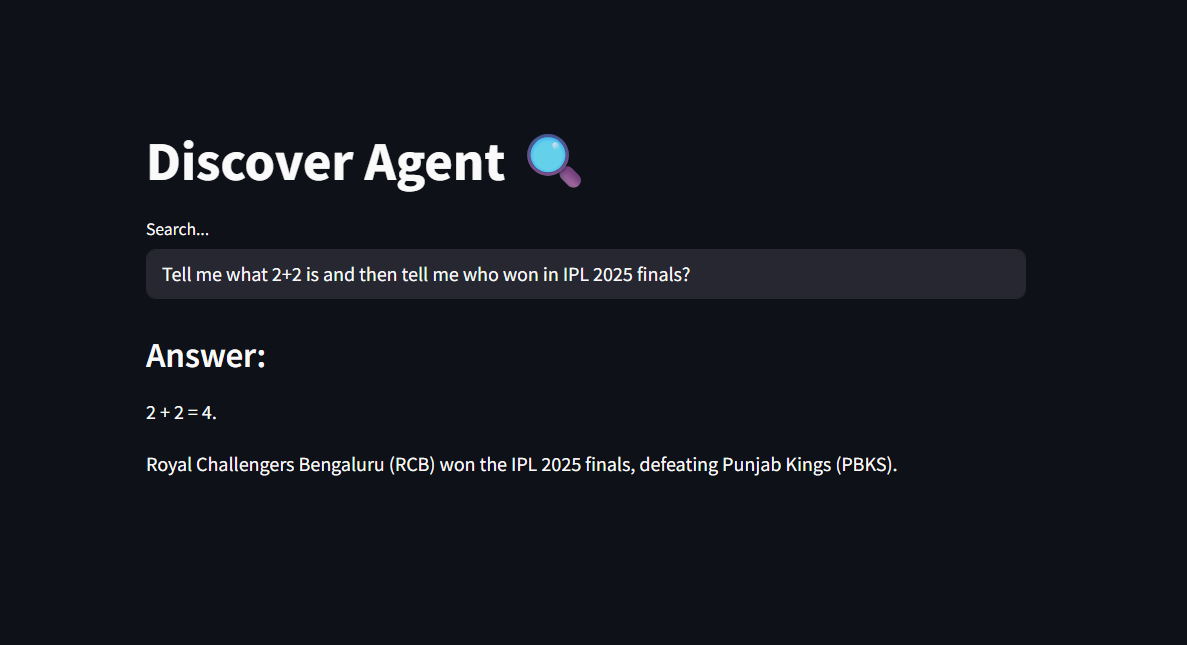 Discover Agent 🔍
Search...
Tell me what 2+2 is and then tell me who won in IPL 2025 finals?
Answer:
2 + 2 = 4.
Royal Challengers Bengaluru (RCB) won the IPL 2025 finals, defeating Punjab Kings (PBKS).